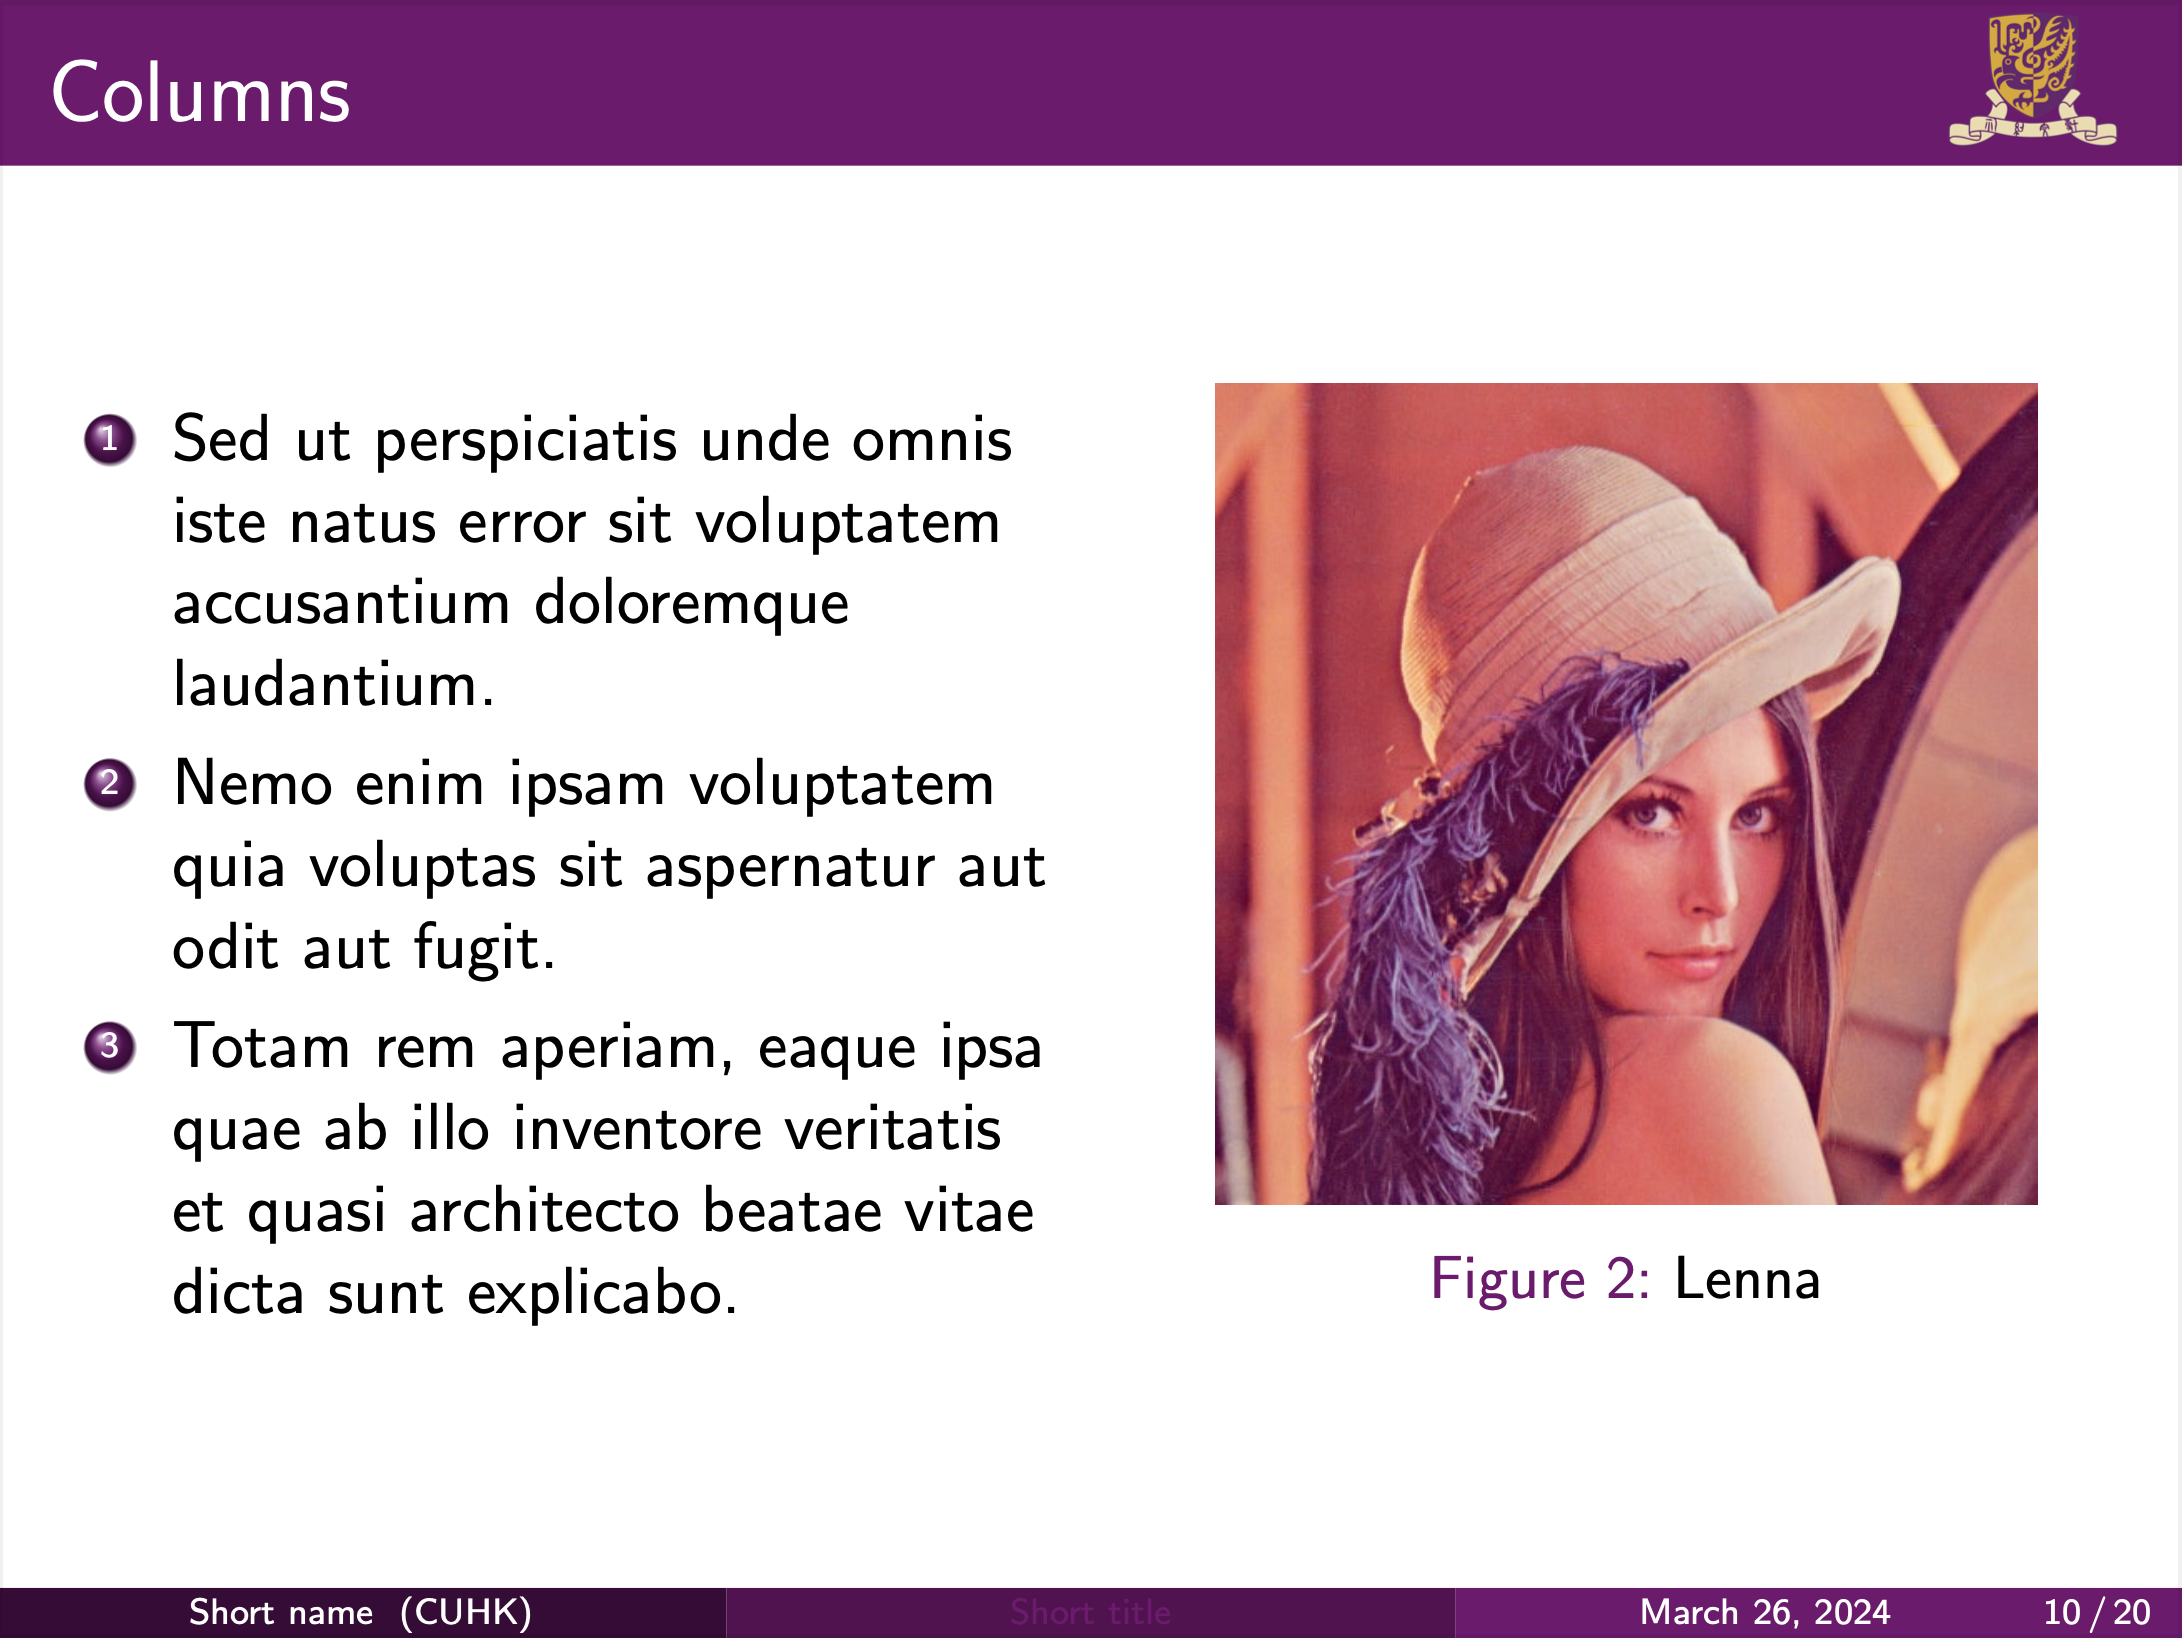 Columns
1 Sed ut perspiciatis unde omnis
iste natus error sit voluptatem
accusantium doloremque
laudantium.
2 Nemo enim ipsam voluptatem
quia voluptas sit aspernatur aut
odit aut fugit.
3 Totam rem aperiam, eaque ipsa
quae ab illo inventore veritatis
et quasi architecto beatae vitae
dicta sunt explicabo.
Figure 2: Lenna
Short name (CUHK) Short title March 26, 2024 10 / 20